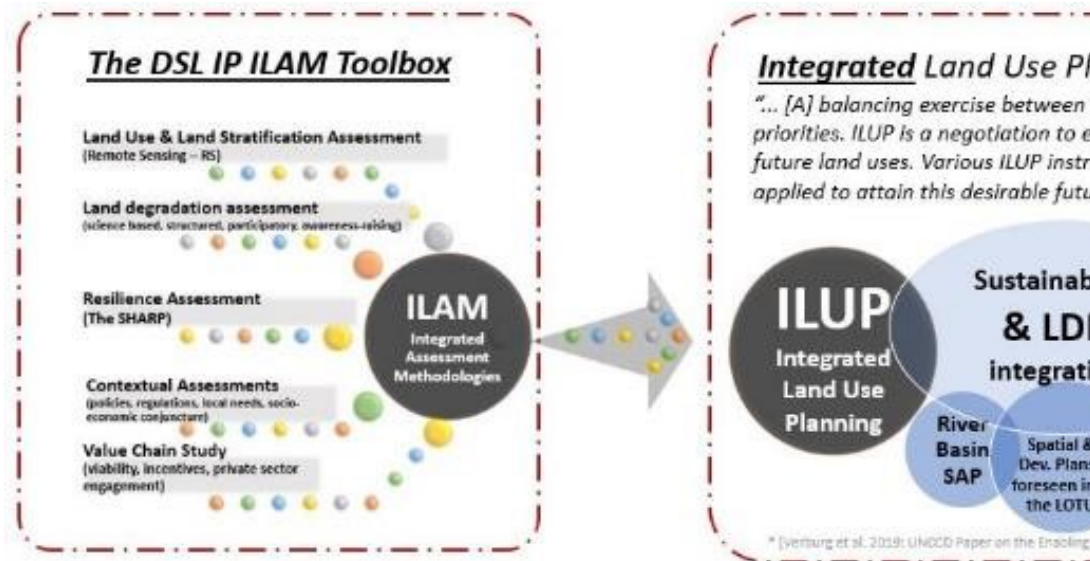 The DSL IP ILAM Toolbox
Land Use & Land Stratification Assessment
(Remote Sensing – RS)
Land degradation assessment
(science based, structured, participatory, awareness-raising)
Resilience Assessment
(The SHARP)
Contextual Assessments
(policies, regulations, local needs, socio-
economic conjuncture)
Value Chain Study
(viability, incentives, private sector
engagement)
ILAM
Integrated
Assessment
Methodologies
Integrated Land Use Pl
"... [A] balancing exercise between
priorities. ILUP is a negotiation to e
future land uses. Various ILUP instr
applied to attain this desirable futu
ILUP
Integrated
Land Use
Planning
Sustainab
& LD
integrati
River
Basin
SAP
Spatial &
Dev. Plans
foreseen in
the LOTU
* [Verburg et al. 2019: UNCCD Paper on the Enabling